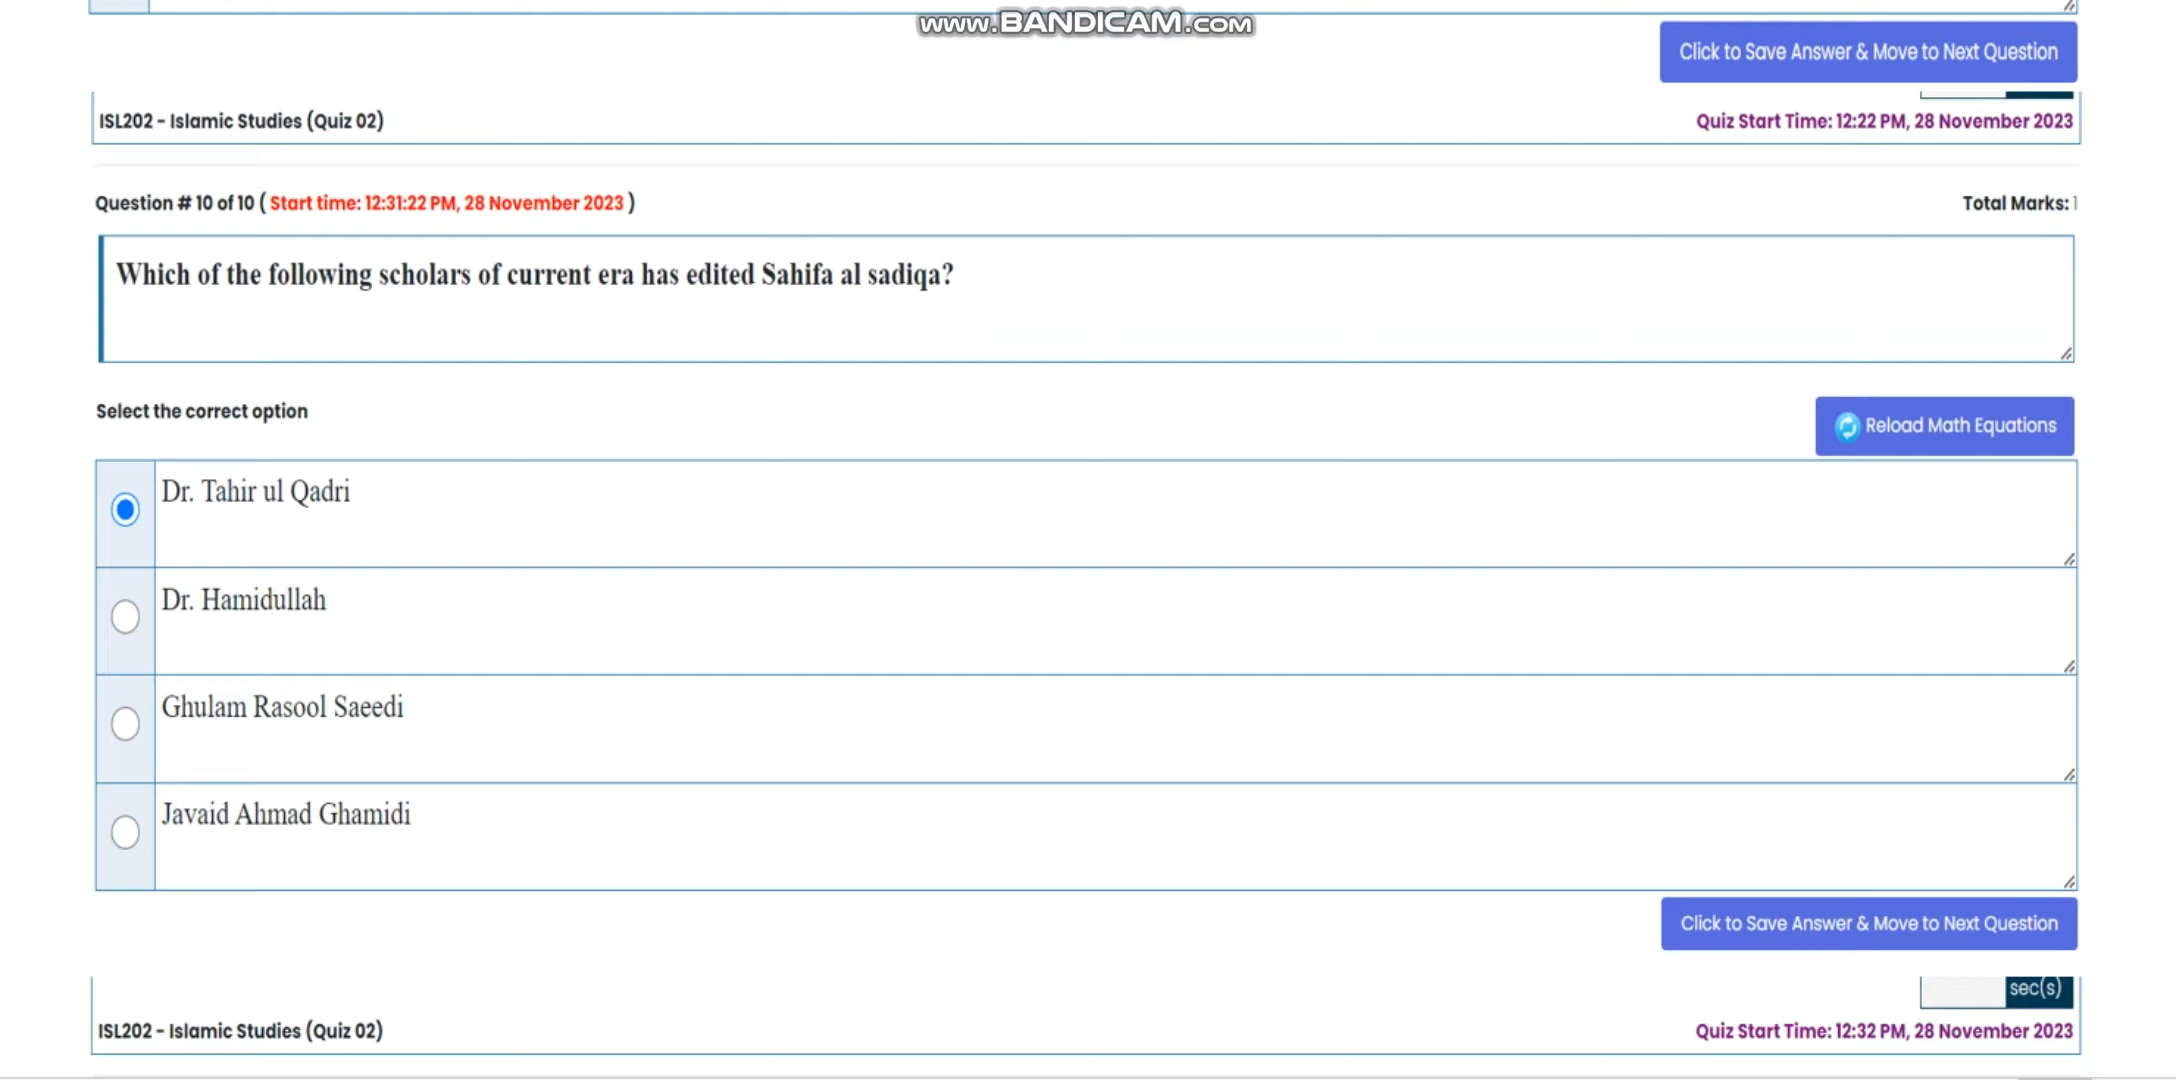 www.BANDICAM.com
Click to Save Answer & Move to Next Question
ISL202 - Islamic Studies (Quiz 02)
Quiz Start Time: 12:22 PM, 28 November 2023
Question # 10 of 10 ( Start time: 12:31:22 PM, 28 November 2023 )
Total Marks: 1
Which of the following scholars of current era has edited Sahifa al sadiqa?
Select the correct option
Reload Math Equations
Dr. Tahir ul Qadri
Dr. Hamidullah
Ghulam Rasool Saeedi
Javaid Ahmad Ghamidi
Click to Save Answer & Move to Next Question
sec(s)
ISL202 - Islamic Studies (Quiz 02)
Quiz Start Time: 12:32 PM, 28 November 2023